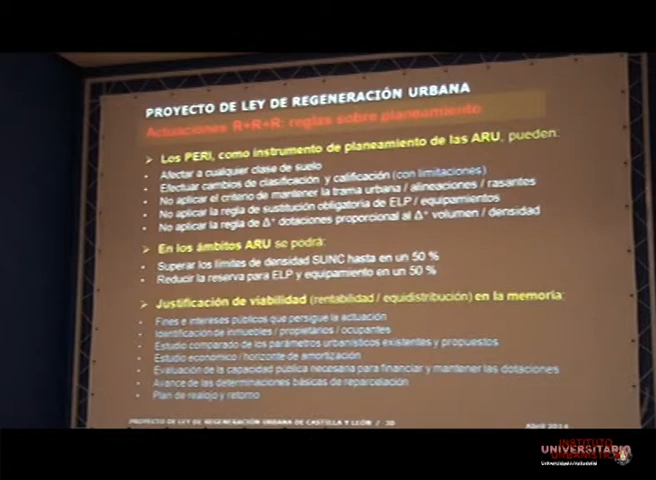 PROYECTO DE LEY DE REGENERACIÓN URBANA
Actuaciones R+R+R: reglas sobre planeamiento
➢ Los PERI, como instrumento de planeamiento de las ARU, pueden:
• Afectar a cualquier clase de suelo
• Efectuar cambios de clasificación y calificación (con limitaciones)
• No aplicar el criterio de mantener la trama urbana / alineaciones / rasantes
• No aplicar la regla de sustitución obligatoria de ELP / equipamientos
• No aplicar la regla de Δ* dotaciones proporcional al Δ* volumen / densidad
➢ En los ámbitos ARU se podrá:
• Superar los límites de densidad SUNC hasta en un 50 %
• Reducir la reserva para ELP y equipamiento en un 50 %
➢ Justificación de viabilidad (rentabilidad / equidistribución) en la memoria:
• Fines e intereses públicos que persigue la actuación
• Identificación de inmuebles / propietarios / ocupantes
• Estudio comparado de los parámetros urbanísticos existentes y propuestos
• Estudio económico / horizonte de amortización
• Evaluación de la capacidad pública necesaria para financiar y mantener las dotaciones
• Avance de las determinaciones básicas de reparcelación
• Plan de realojo y retorno
PROYECTO DE LEY DE REGENERACIÓN URBANA DE CASTILLA Y LEÓN / 30
Abril 2014
INSTITUTO
UNIVERSITARIO
URBANÍSTICA
Universidad de Valladolid